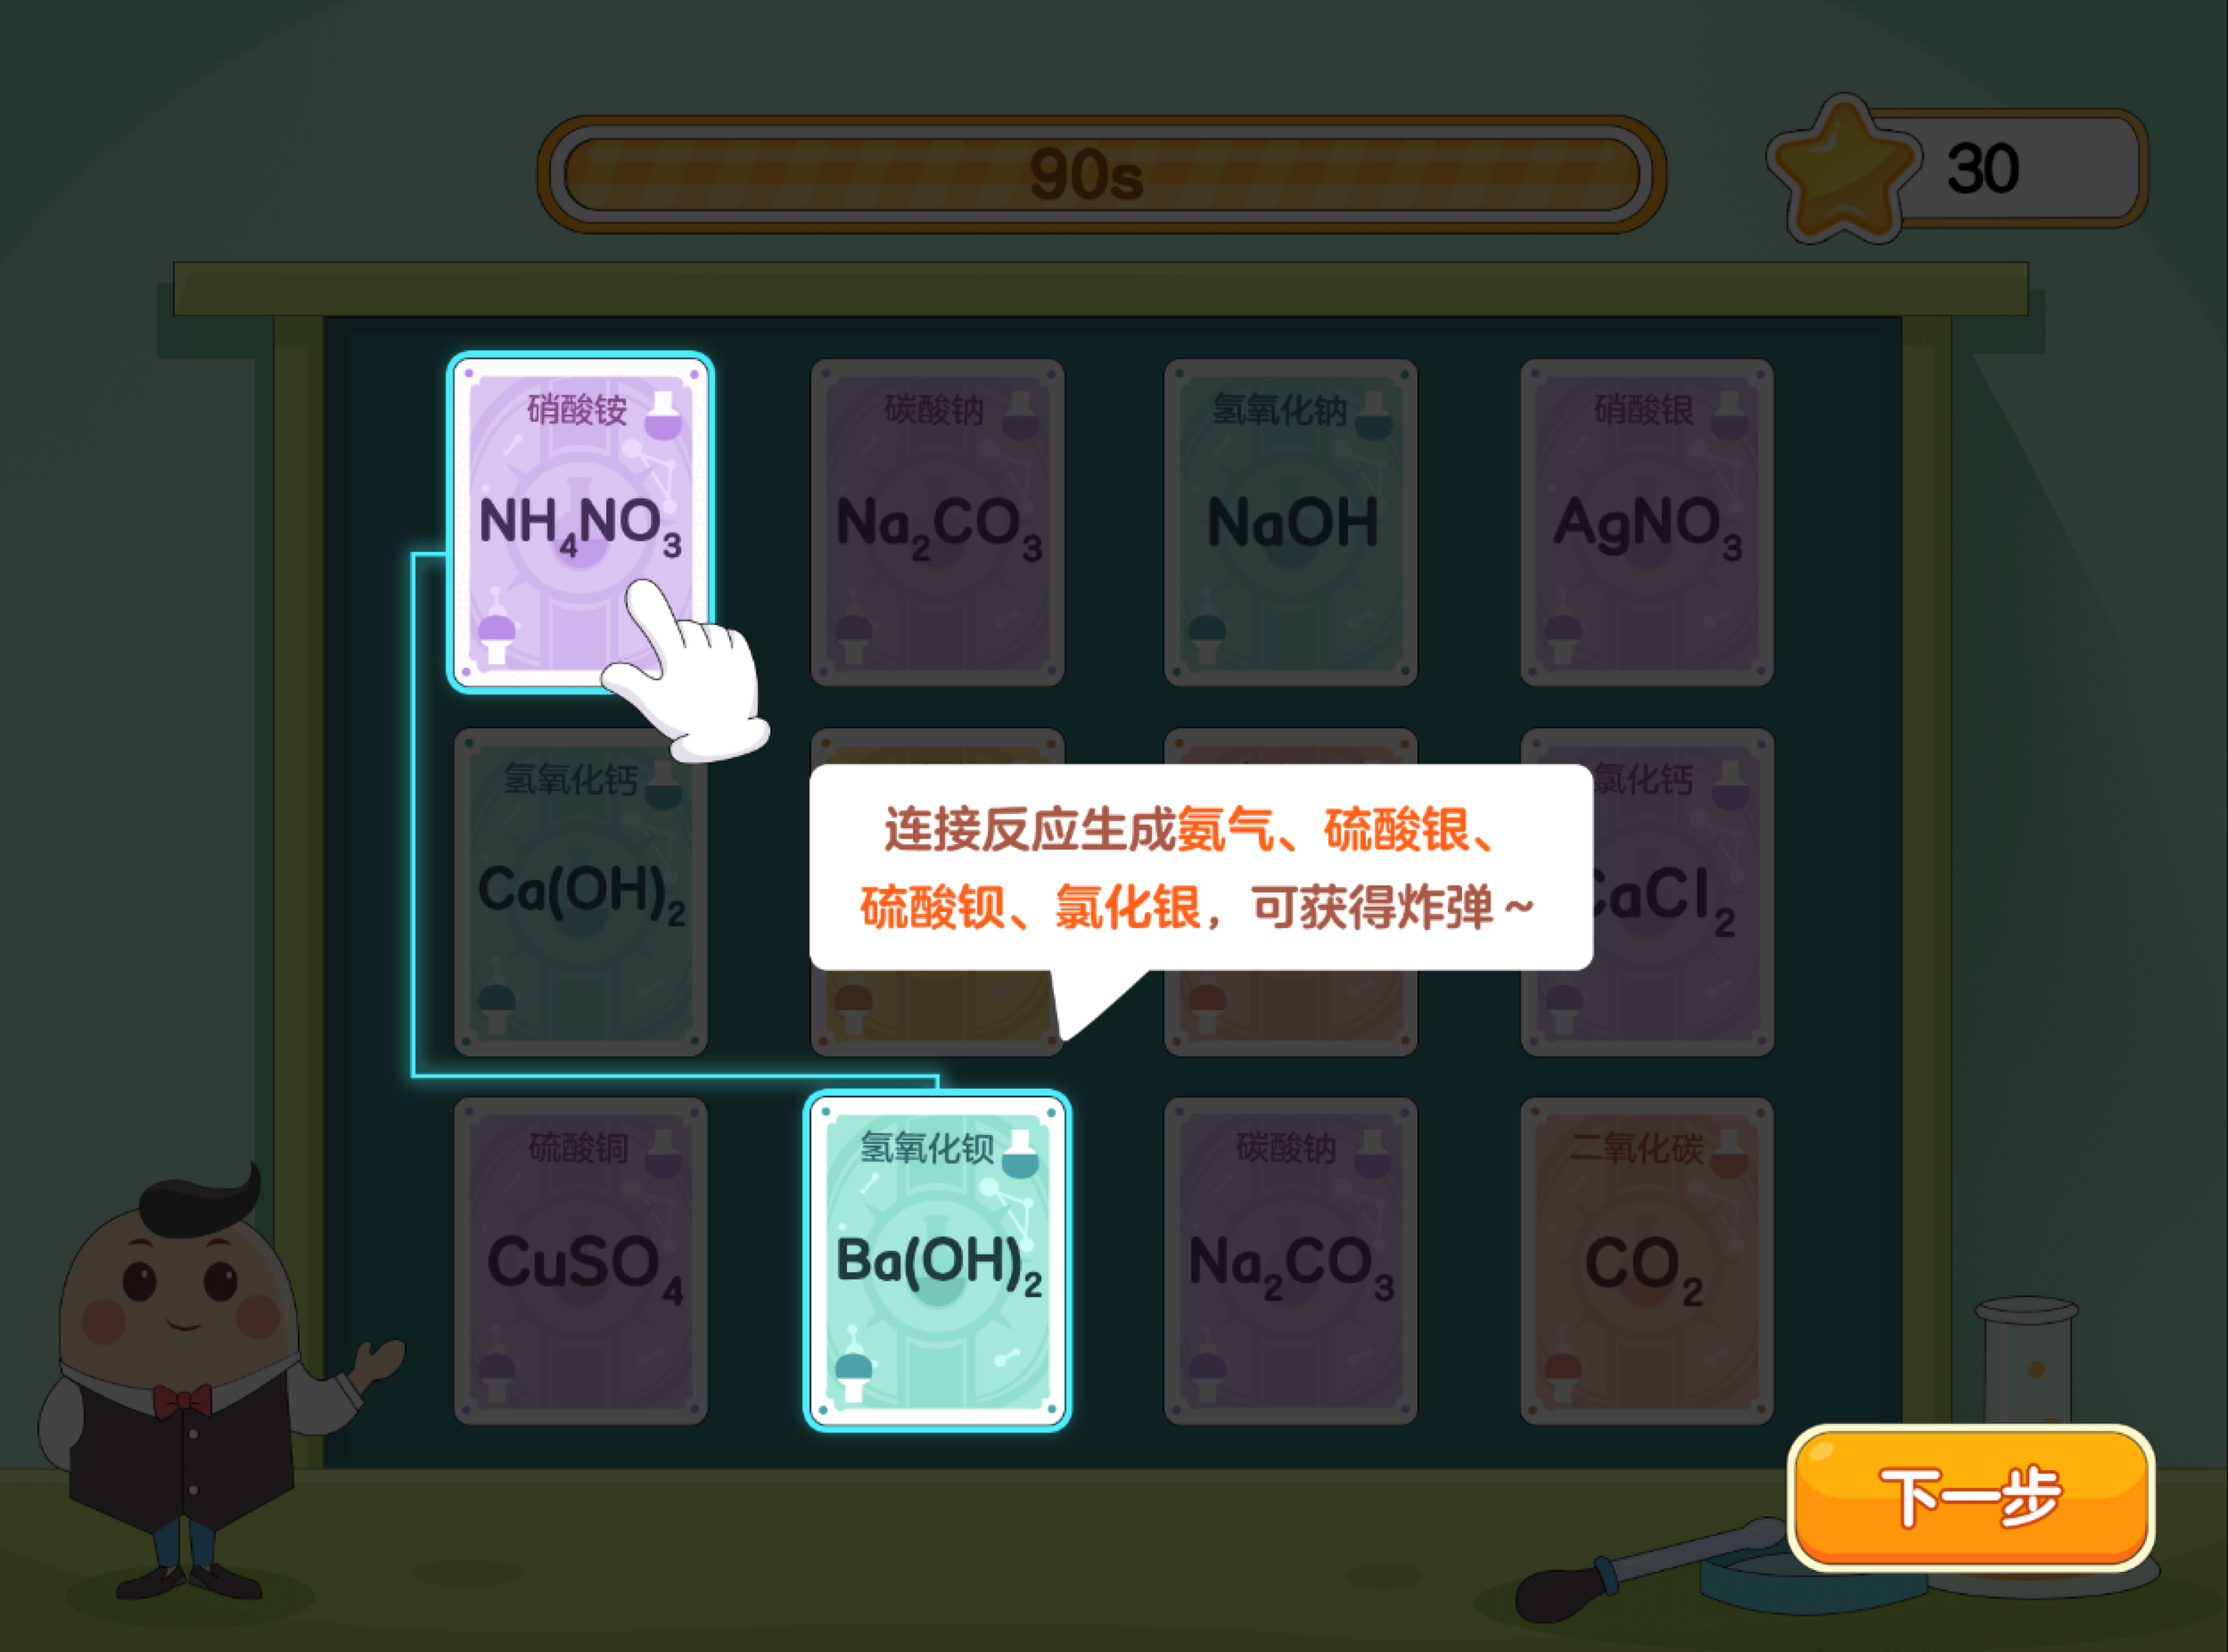 90s
30
硝酸铵
NH₄NO₃
碳酸钠
Na₂CO₃
氢氧化钠
NaOH
硝酸银
AgNO₃
氢氧化钙
Ca(OH)₂
连接反应生成氨气、硫酸银、
硫酸钡、氯化银，可获得炸弹~
氯化钙
CaCl₂
硫酸铜
CuSO₄
氢氧化钡
Ba(OH)₂
碳酸钠
Na₂CO₃
二氧化碳
CO₂
下一步